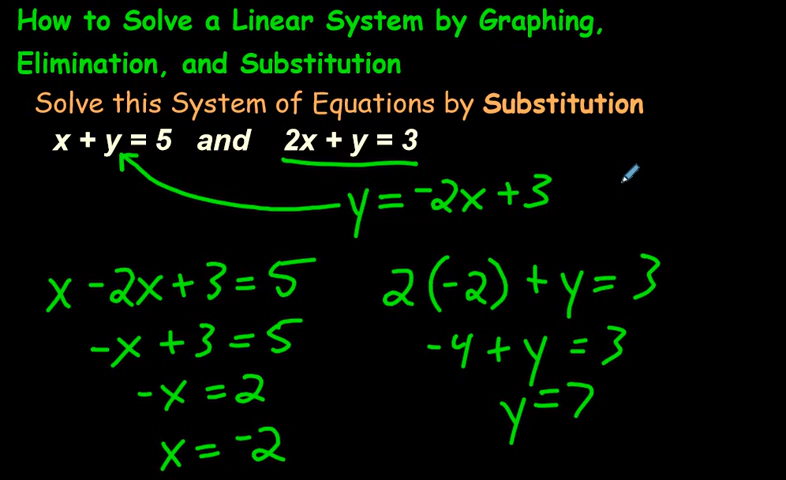 How to Solve a Linear System by Graphing,
Elimination, and Substitution
Solve this System of Equations by Substitution
x + y = 5 and 2x + y = 3
y = -2x + 3
x - 2x + 3 = 5
-x + 3 = 5
-x = 2
x = -2
2(-2) + y = 3
-4 + y = 3
y = 7